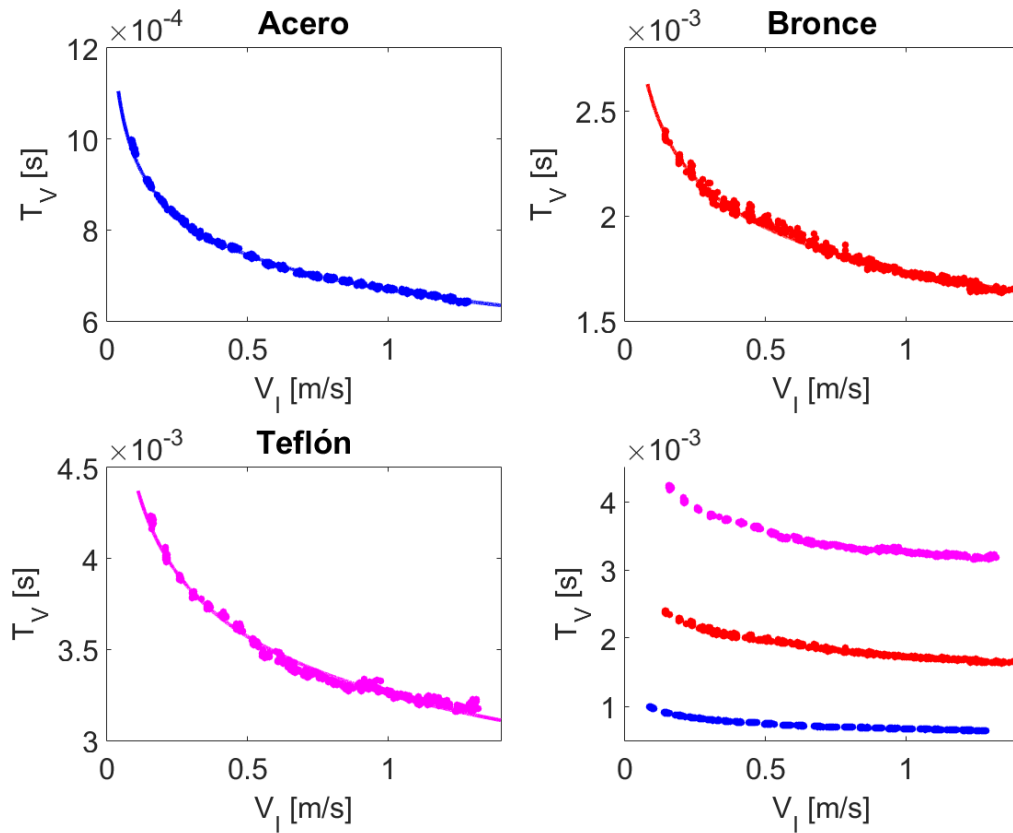 Acero
×10^-4
12
10
8
6
T_V [s]
0
0.5
1
V_I [m/s]
Bronce
×10^-3
2.5
2
1.5
T_V [s]
0
0.5
1
V_I [m/s]
Teflón
×10^-3
4.5
4
3.5
3
T_V [s]
0
0.5
1
V_I [m/s]
×10^-3
4
3
2
1
T_V [s]
0
0.5
1
V_I [m/s]